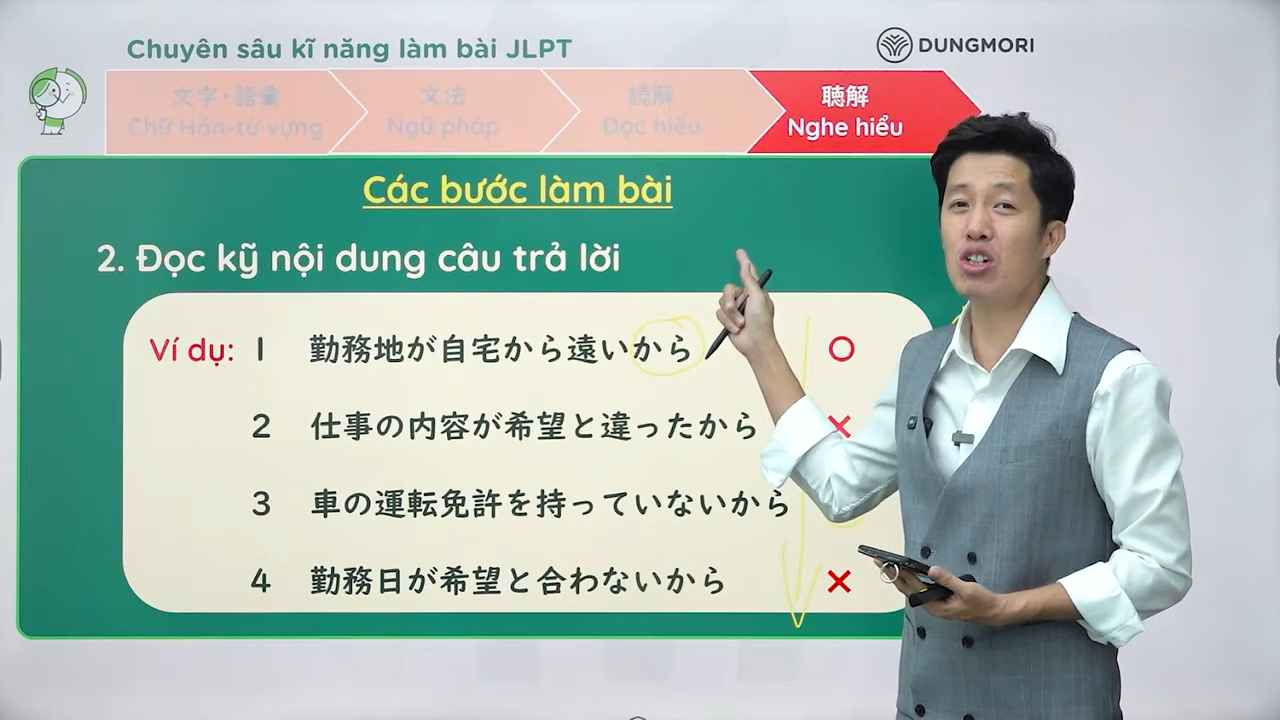 Chuyên sâu kĩ năng làm bài JLPT
DUNGMORI
文字・語彙
Chữ Hán-từ vựng
文法
Ngữ pháp
読解
Đọc hiểu
聴解
Nghe hiểu
Các bước làm bài
2. Đọc kỹ nội dung câu trả lời
Ví dụ: 1 勤務地が自宅から遠いから ○
2 仕事の内容が希望と違ったから ×
3 車の運転免許を持っていないから
4 勤務日が希望と合わないから ×